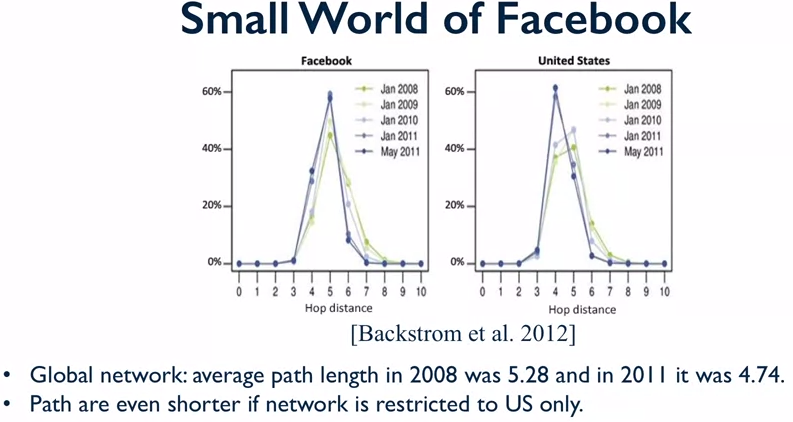 Small World of Facebook
Facebook
60%
40%
20%
0%
Jan 2008
Jan 2009
Jan 2010
Jan 2011
May 2011
0 1 2 3 4 5 6 7 8 9 10
Hop distance
United States
60%
40%
20%
0%
Jan 2008
Jan 2009
Jan 2010
Jan 2011
May 2011
0 1 2 3 4 5 6 7 8 9 10
Hop distance
[Backstrom et al. 2012]
• Global network: average path length in 2008 was 5.28 and in 2011 it was 4.74.
• Path are even shorter if network is restricted to US only.